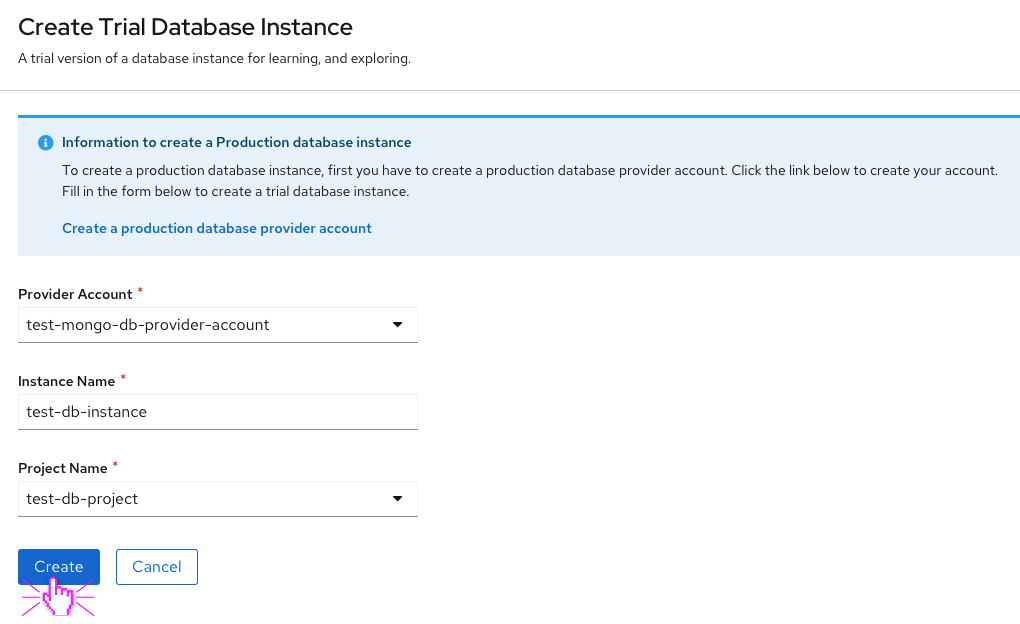 Create Trial Database Instance
A trial version of a database instance for learning, and exploring.
Information to create a Production database instance
To create a production database instance, first you have to create a production database provider account. Click the link below to create your account.
Fill in the form below to create a trial database instance.
Create a production database provider account
Provider Account *
test-mongo-db-provider-account
Instance Name *
test-db-instance
Project Name *
test-db-project
Create Cancel